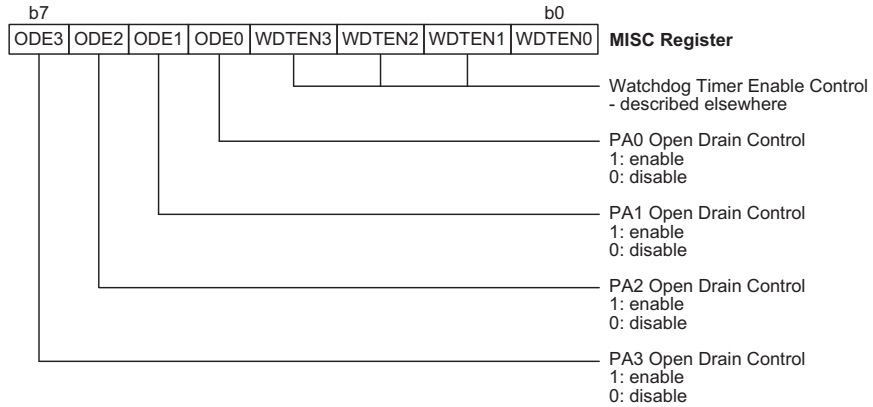 b7 b0
ODE3 ODE2 ODE1 ODE0 WDTEN3 WDTEN2 WDTEN1 WDTEN0 MISC Register
Watchdog Timer Enable Control
- described elsewhere
PA0 Open Drain Control
1: enable
0: disable
PA1 Open Drain Control
1: enable
0: disable
PA2 Open Drain Control
1: enable
0: disable
PA3 Open Drain Control
1: enable
0: disable